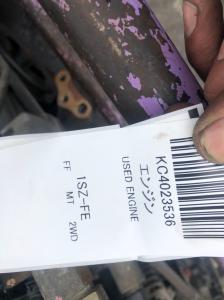 KC4023536
エンジン
USED ENGINE
1SZ-FE
FF MT 2WD